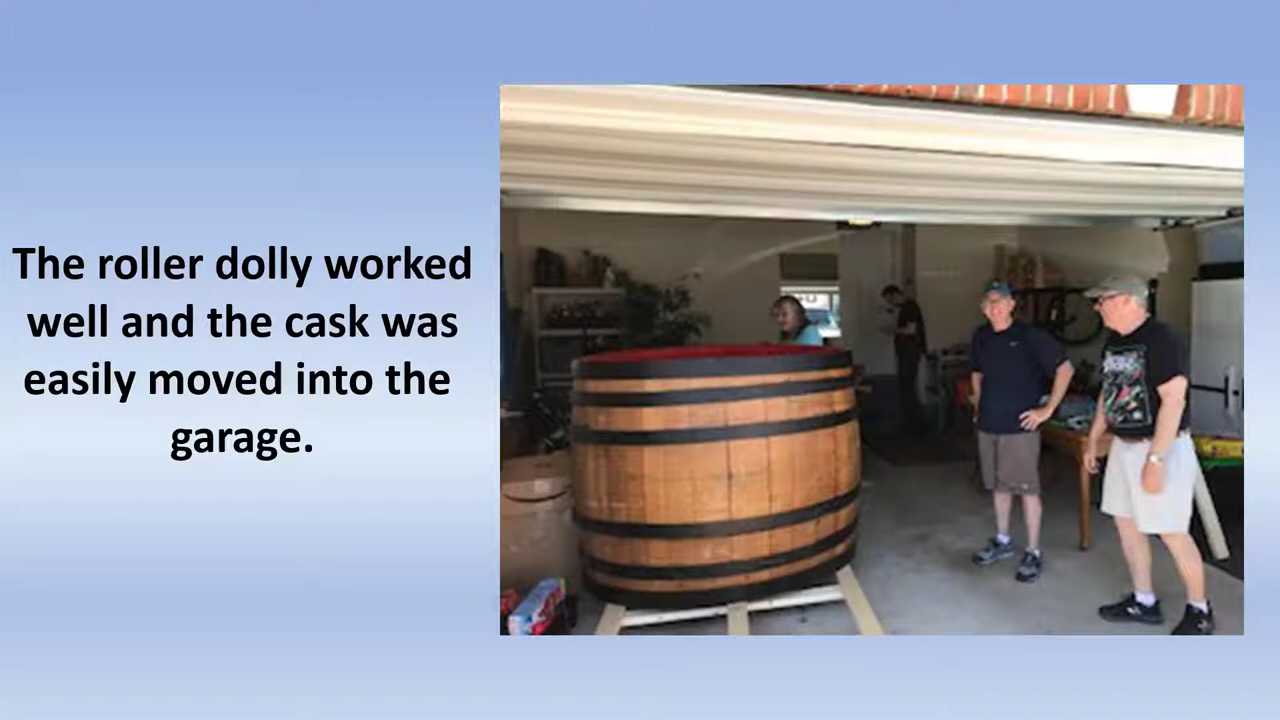 The roller dolly worked
well and the cask was
easily moved into the
garage.